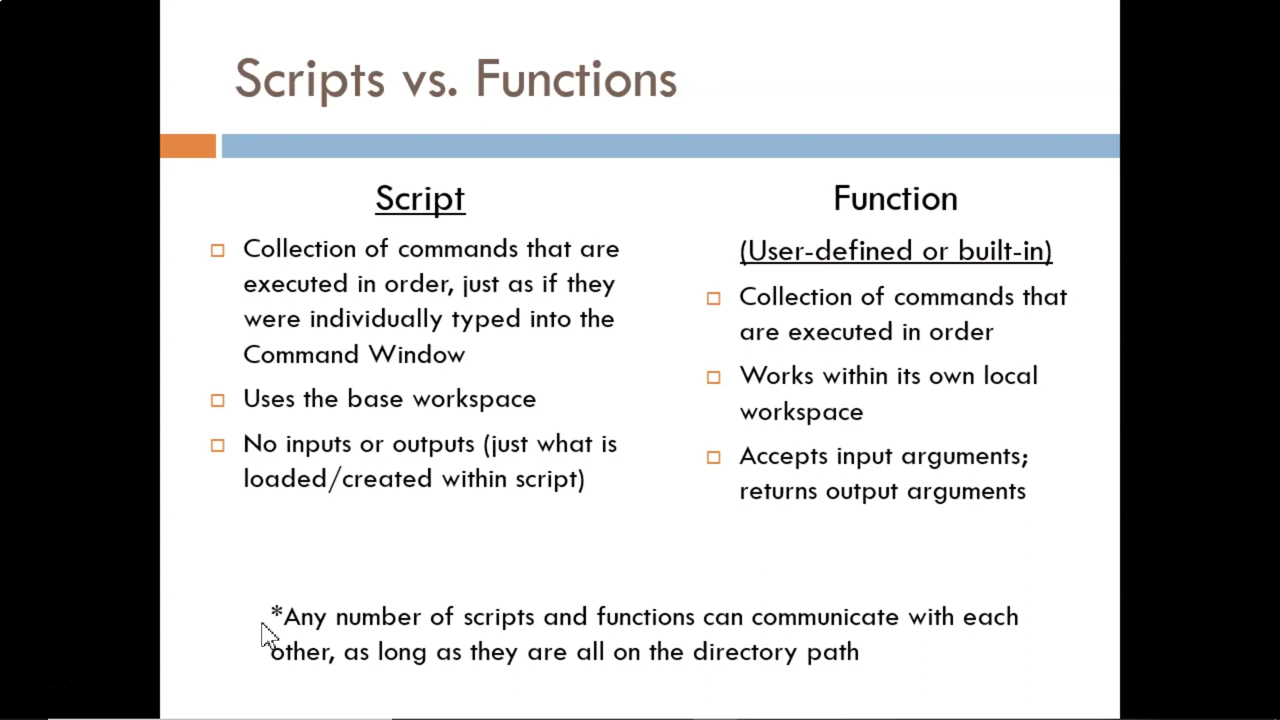 Scripts vs. Functions
Script
Collection of commands that are
executed in order, just as if they
were individually typed into the
Command Window
Uses the base workspace
No inputs or outputs (just what is
loaded/created within script)
Function
(User-defined or built-in)
Collection of commands that
are executed in order
Works within its own local
workspace
Accepts input arguments;
returns output arguments
*Any number of scripts and functions can communicate with each
other, as long as they are all on the directory path